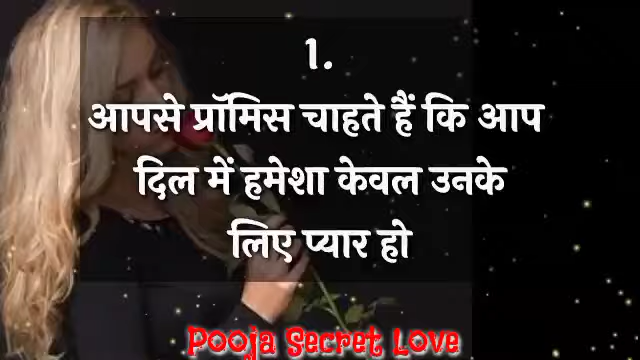 1.
आपसे प्रॉमिस चाहते हैं कि आप
दिल में हमेशा केवल उनके
लिए प्यार हो
Pooja Secret Love